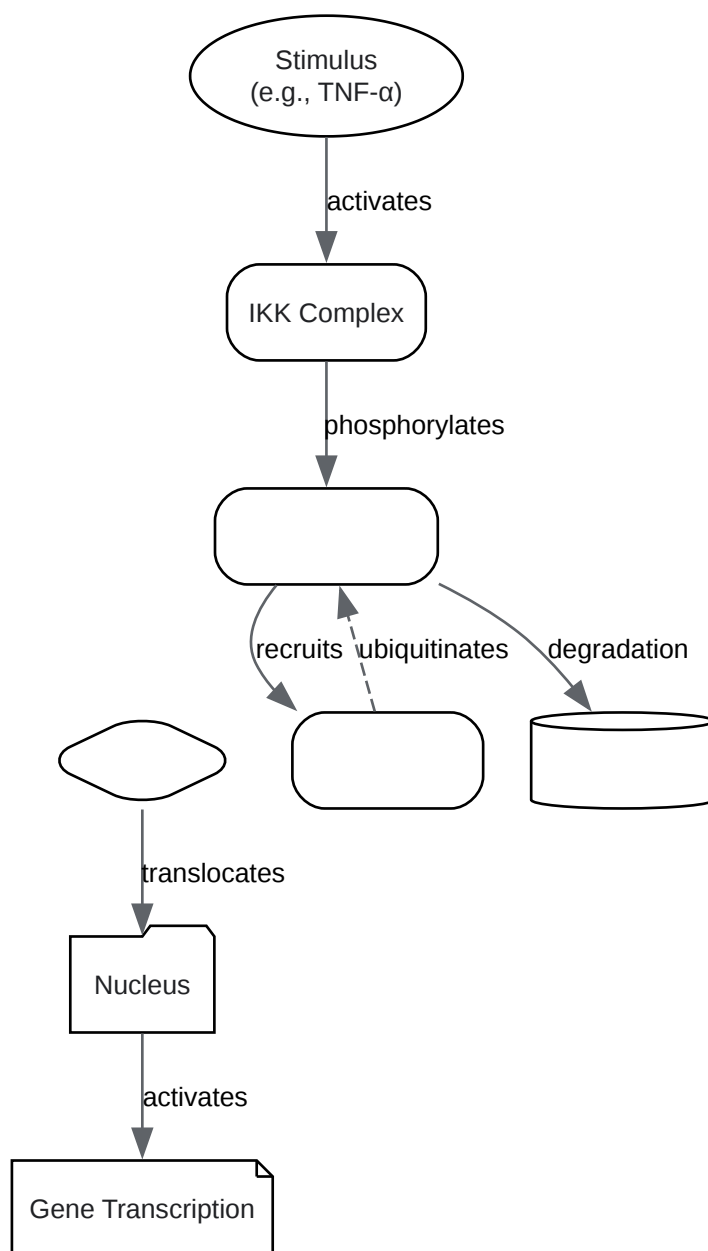 Stimulus
(e.g., TNF-α)
activates
IKK Complex
phosphorylates
recruits
ubiquitinates
degradation
translocates
Nucleus
activates
Gene Transcription